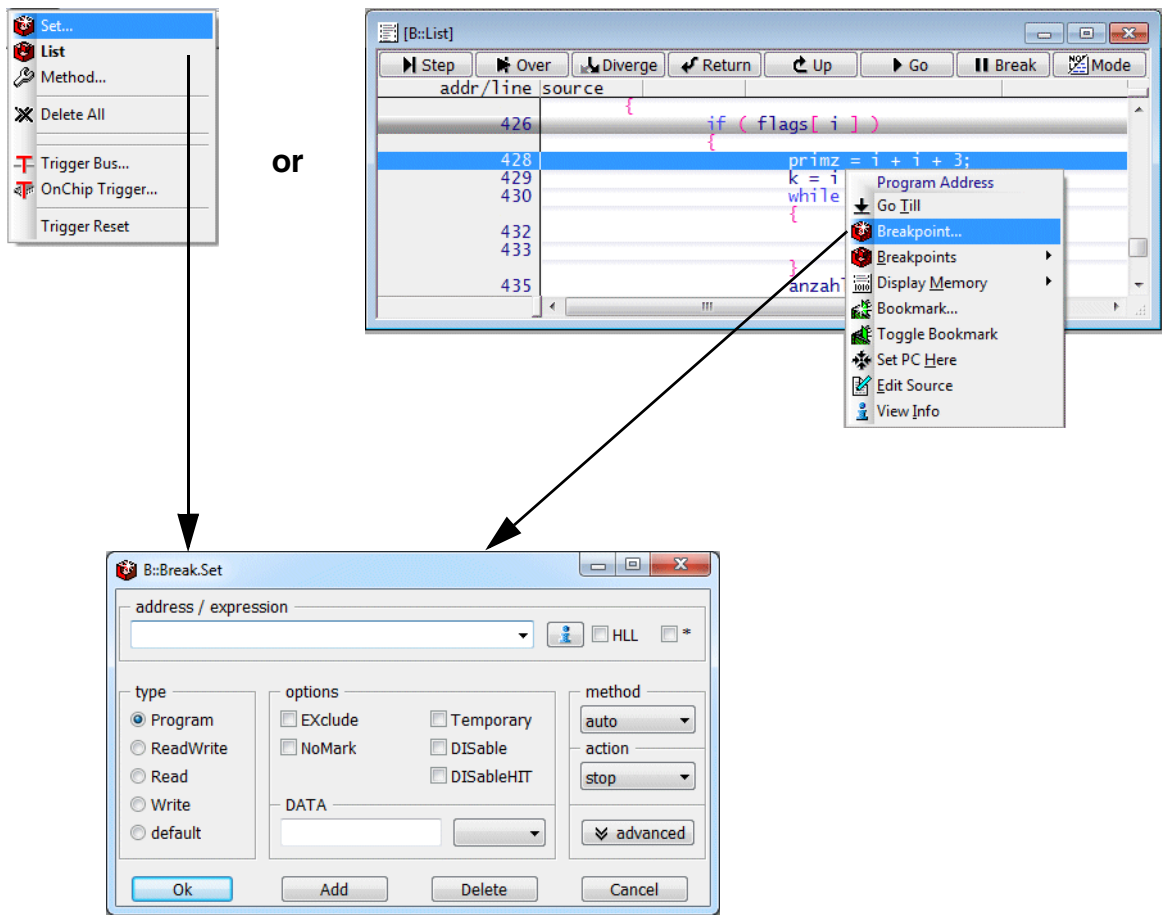 Set...
List
Method...
Delete All
Trigger Bus...
OnChip Trigger...
Trigger Reset
or
[B::List]
Step Over Diverge Return Up Go Break Mode
addr/line source
{
426 if ( flags[ i ] )
{
428 primz = i + i + 3;
429 k = i
430 while
{
432
433
}
435 anzah
Program Address
Go Till
Breakpoint...
Breakpoints
Display Memory
Bookmark...
Toggle Bookmark
Set PC Here
Edit Source
View Info
B::Break.Set
address / expression
HLL *
type options method
Program EXclude Temporary auto
ReadWrite NoMark DISable action
Read DISableHIT stop
Write DATA
default advanced
Ok Add Delete Cancel